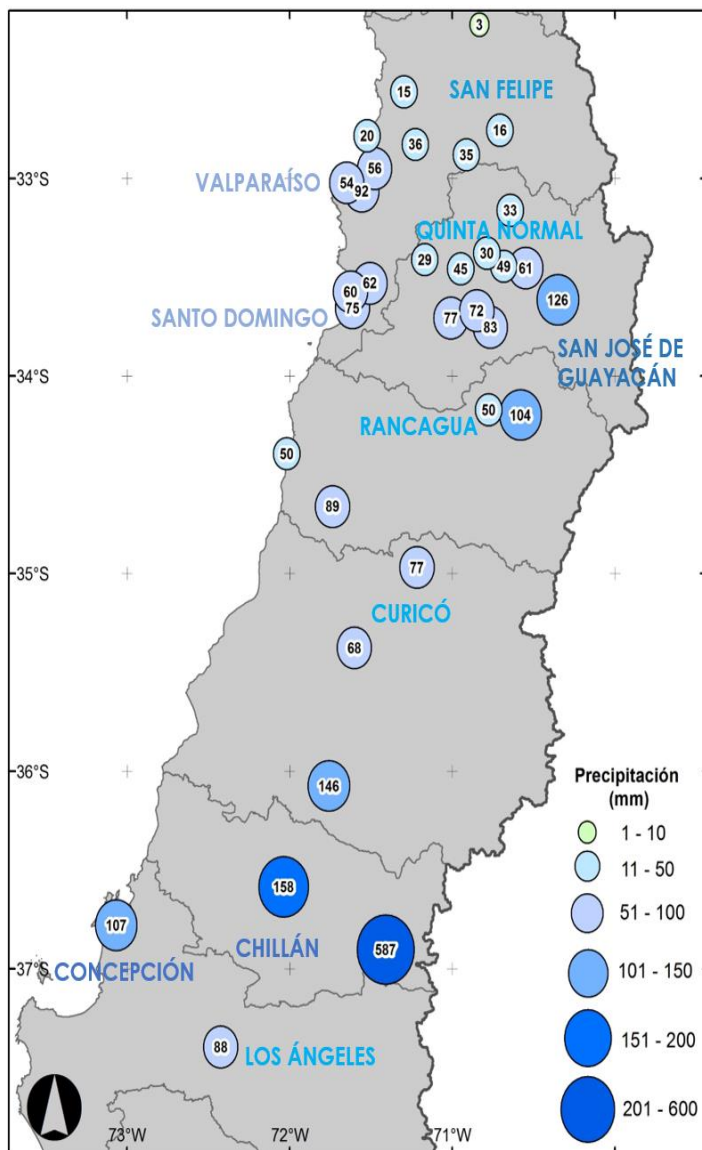 3
15
SAN FELIPE
20
36
16
35
56
33°S
VALPARAÍSO
54
92
33
QUINTA NORMAL
29
30
45
49
61
62
60
75
126
SANTO DOMINGO
77
72
83
SAN JOSÉ DE
GUAYACÁN
34°S
50
104
RANCAGUA
50
89
35°S
77
CURICÓ
68
36°S
146
158
107
CHILLÁN
587
CONCEPCIÓN
37°S
88
LOS ÁNGELES
73°W
72°W
71°W
Precipitación
(mm)
1 - 10
11 - 50
51 - 100
101 - 150
151 - 200
201 - 600